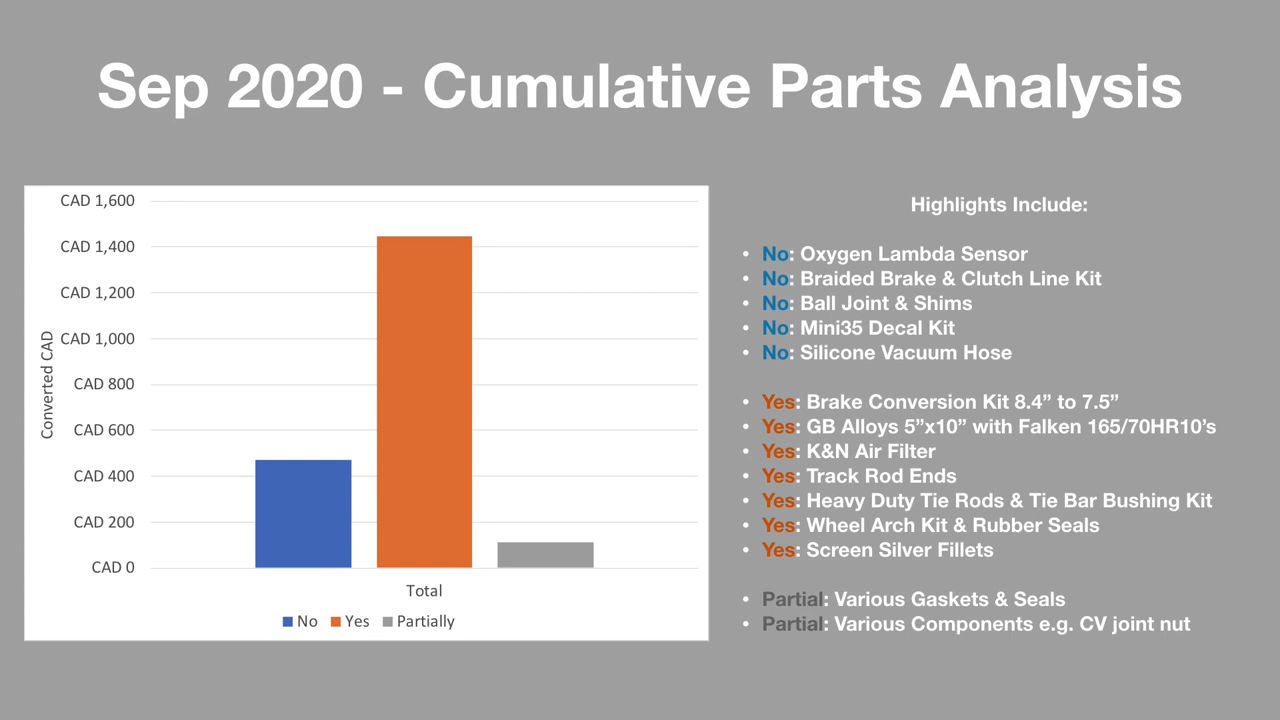 Sep 2020 - Cumulative Parts Analysis
CAD 1,600
CAD 1,400
CAD 1,200
CAD 1,000
CAD 800
CAD 600
CAD 400
CAD 200
CAD 0
Converted CAD
Total
No Yes Partially
Highlights Include:
• No: Oxygen Lambda Sensor
• No: Braided Brake & Clutch Line Kit
• No: Ball Joint & Shims
• No: Mini35 Decal Kit
• No: Silicone Vacuum Hose
• Yes: Brake Conversion Kit 8.4” to 7.5”
• Yes: GB Alloys 5”x10” with Falken 165/70HR10’s
• Yes: K&N Air Filter
• Yes: Track Rod Ends
• Yes: Heavy Duty Tie Rods & Tie Bar Bushing Kit
• Yes: Wheel Arch Kit & Rubber Seals
• Yes: Screen Silver Fillets
• Partial: Various Gaskets & Seals
• Partial: Various Components e.g. CV joint nut